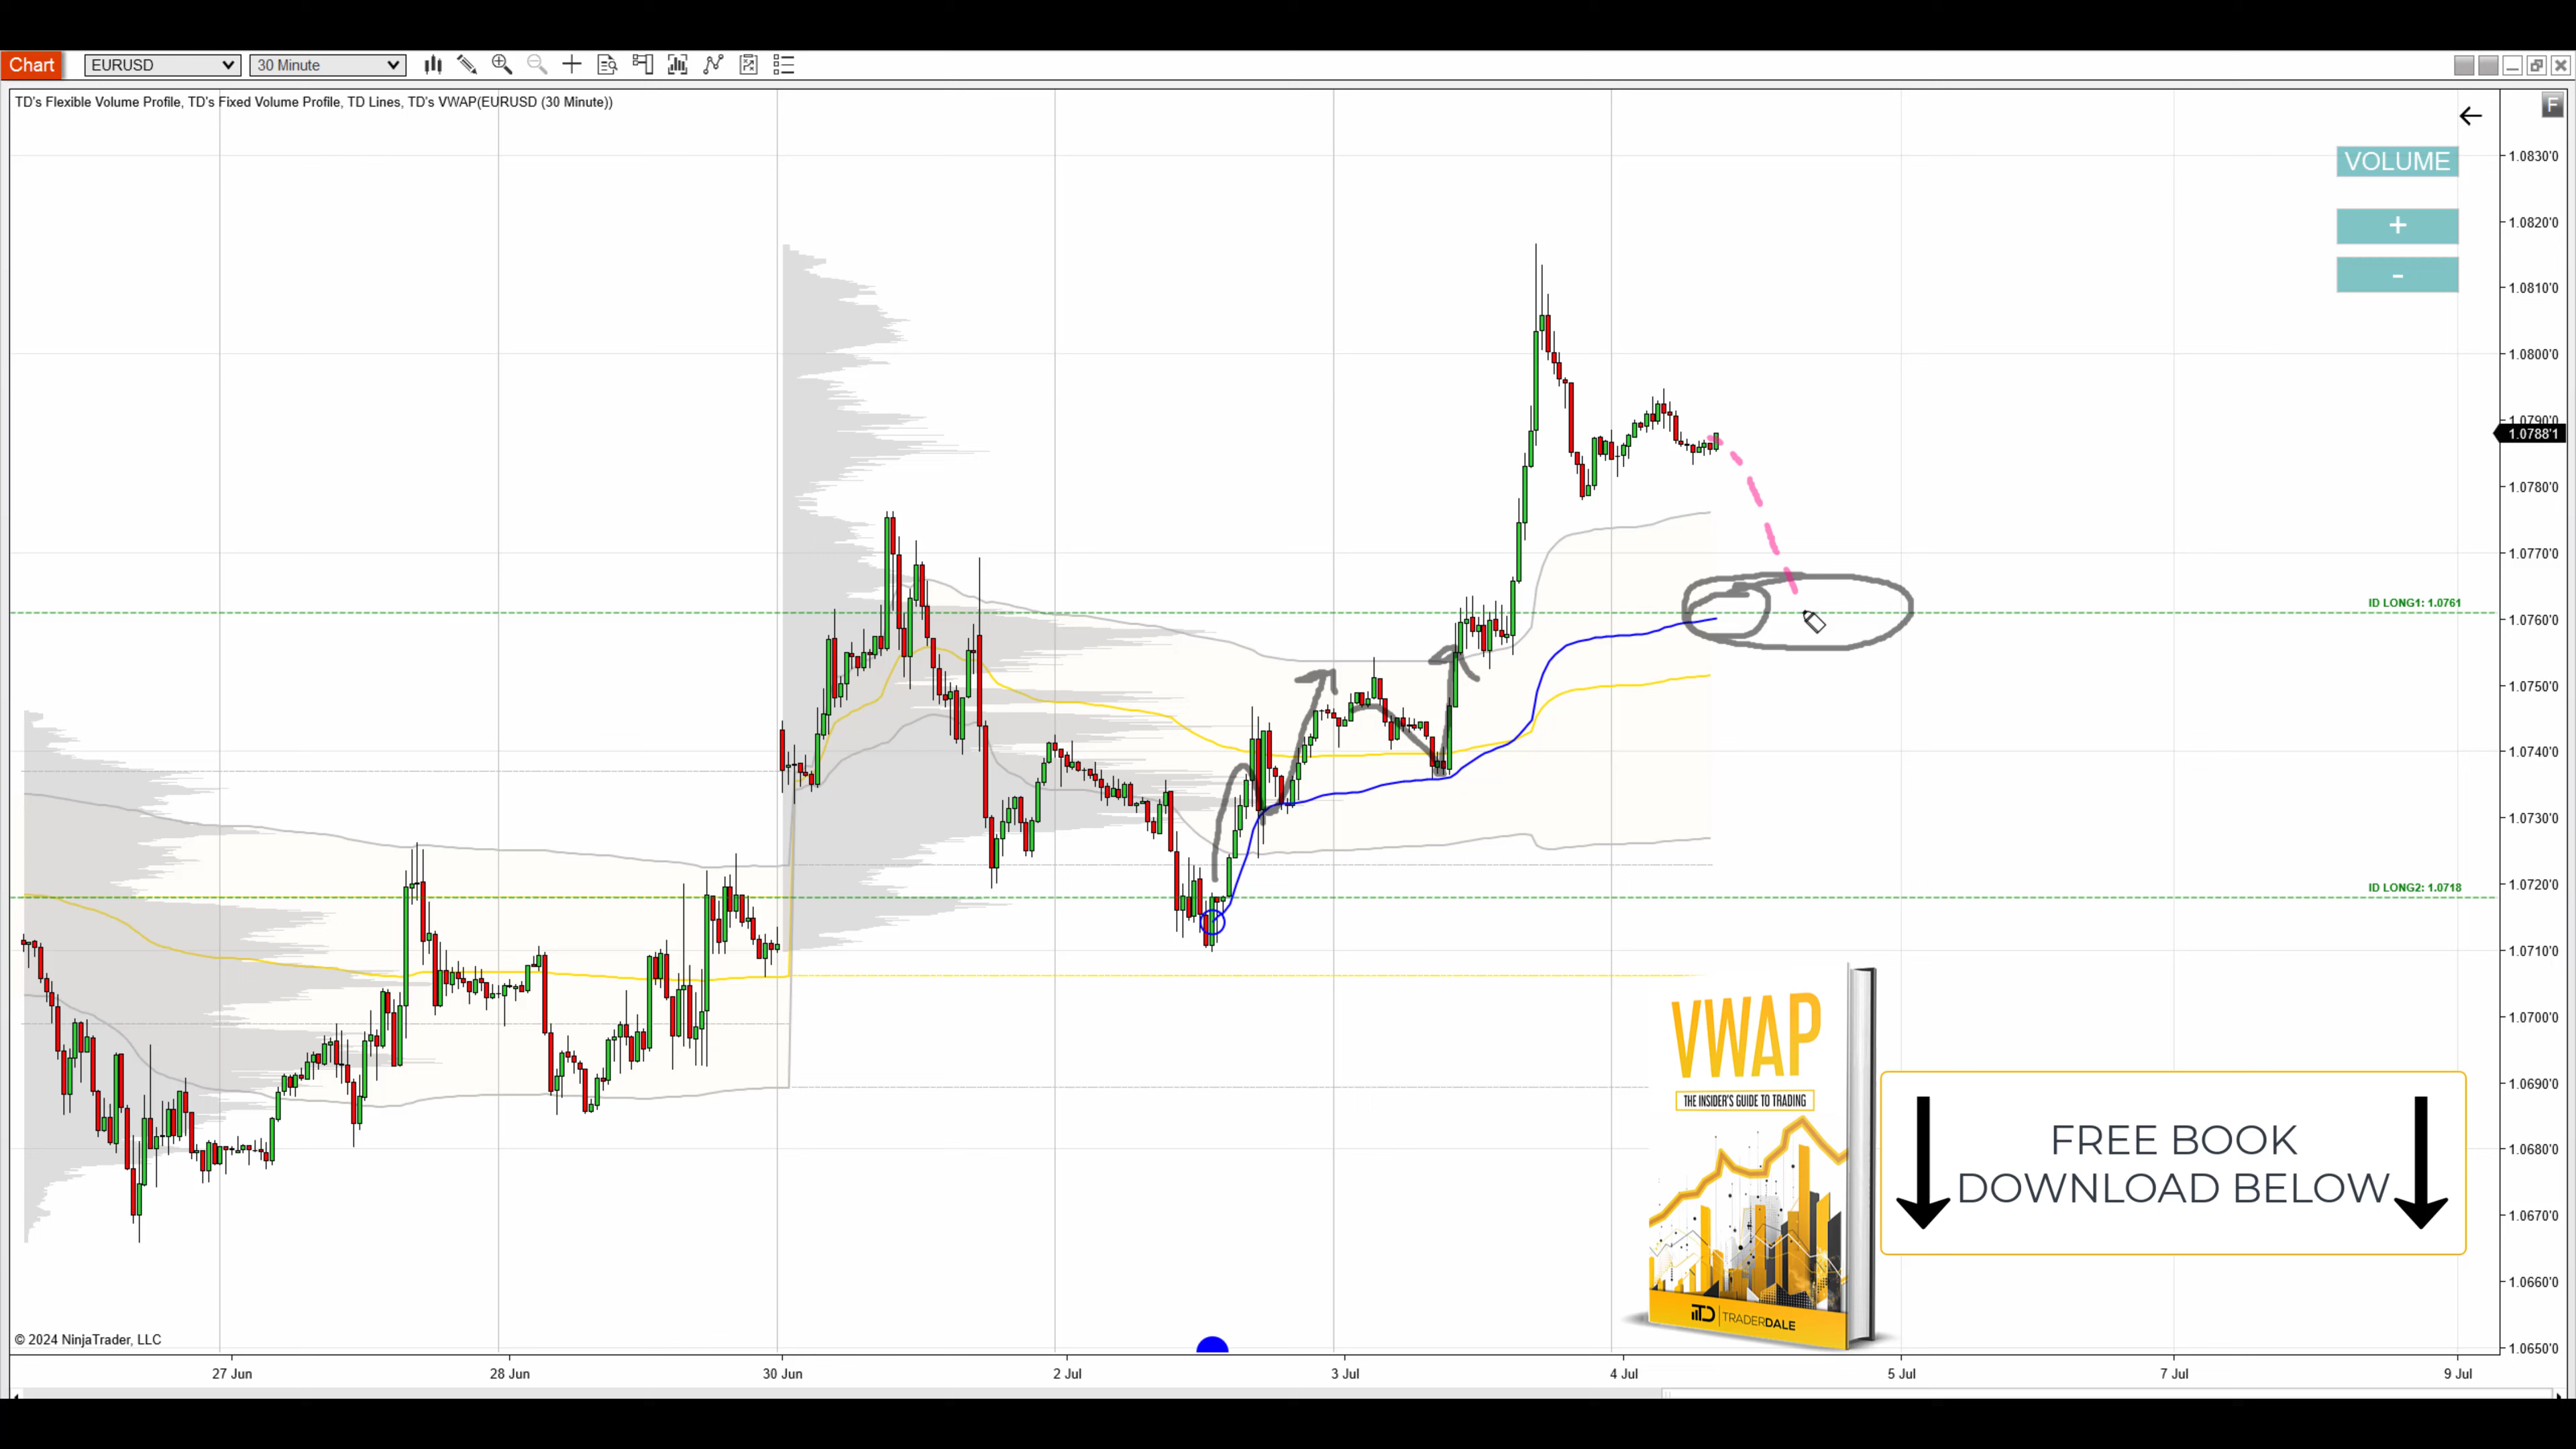 Chart EURUSD 30 Minute
TD's Flexible Volume Profile, TD's Fixed Volume Profile, TD Lines, TD's VWAP(EURUSD (30 Minute))
F
VOLUME
+
-
1.0830'0
1.0820'0
1.0810'0
1.0800'0
1.0790'0
1.0788'1
1.0780'0
1.0770'0
ID LONG1: 1.0761
1.0760'0
1.0750'0
1.0740'0
1.0730'0
1.0720'0
ID LONG2: 1.0718
1.0710'0
1.0700'0
1.0690'0
1.0680'0
1.0670'0
1.0660'0
1.0650'0
VWAP
THE INSIDER'S GUIDE TO TRADING
TD TRADERDALE
FREE BOOK
DOWNLOAD BELOW
© 2024 NinjaTrader, LLC
27 Jun 28 Jun 30 Jun 2 Jul 3 Jul 4 Jul 5 Jul 7 Jul 9 Jul